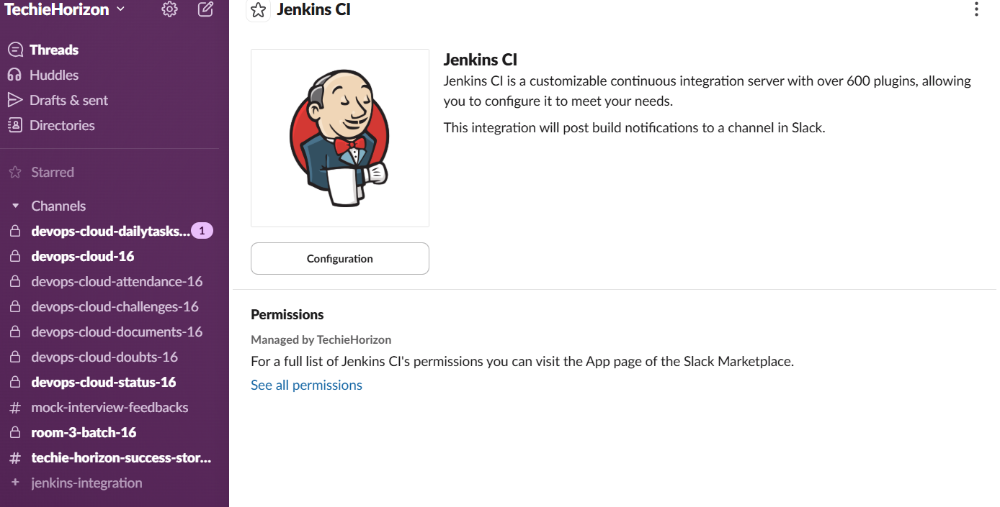 TechieHorizon
Threads
Huddles
Drafts & sent
Directories
Starred
Channels
devops-cloud-dailytasks... 1
devops-cloud-16
devops-cloud-attendance-16
devops-cloud-challenges-16
devops-cloud-documents-16
devops-cloud-doubts-16
devops-cloud-status-16
# mock-interview-feedbacks
room-3-batch-16
# techie-horizon-success-stor...
+ jenkins-integration
Jenkins CI
Jenkins CI
Jenkins CI is a customizable continuous integration server with over 600 plugins, allowing
you to configure it to meet your needs.
This integration will post build notifications to a channel in Slack.
Configuration
Permissions
Managed by TechieHorizon
For a full list of Jenkins CI's permissions you can visit the App page of the Slack Marketplace.
See all permissions